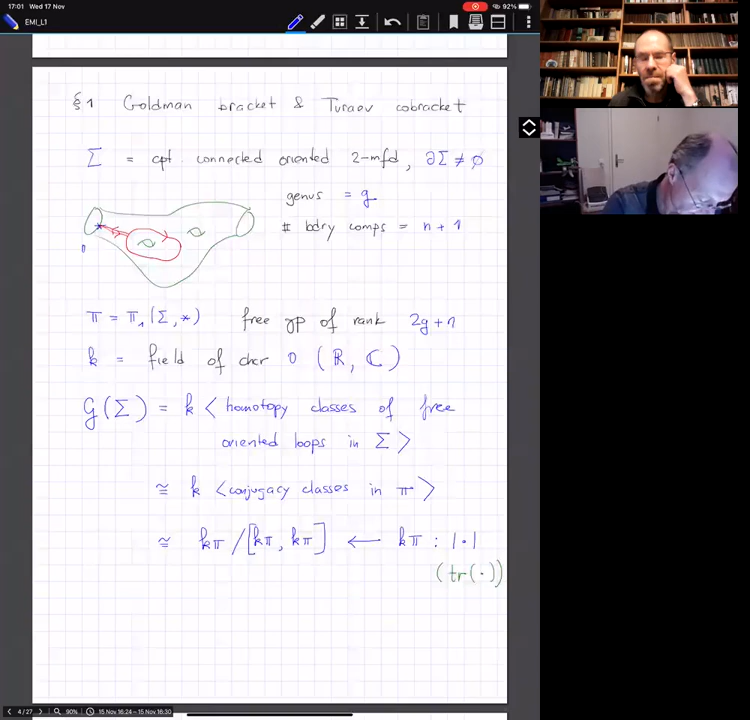 17:01 Wed 17 Nov
92%
EMI_L1
§1 Goldman bracket & Turaev cobracket
Σ = cpt connected oriented 2-mfd, ∂Σ ≠ ∅
genus = g
# bdry comps = n + 1
*
0
π = π₁(Σ, *) free gp of rank 2g+n
k = field of char 0 (ℝ, ℂ)
G(Σ) = k < homotopy classes of free
oriented loops in Σ >
≅ k <conjugacy classes in π >
≅ kπ / [kπ, kπ] ← kπ : |·|
(tr(·))
4/27 90% 15 Nov 16:24 – 15 Nov 16:30